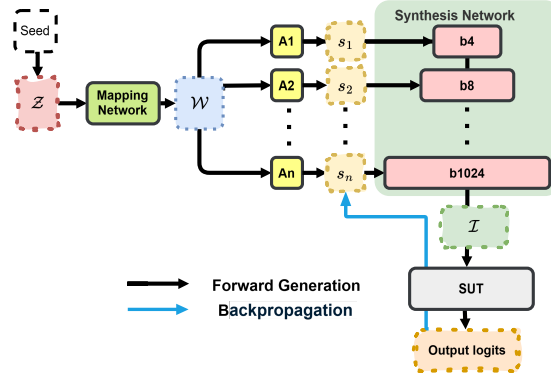 Seed
Synthesis Network
A1
s₁
b4
𝒵
Mapping
Network
𝒲
A2
s₂
b8
An
sₙ
b1024
ℐ
Forward Generation
SUT
Backpropagation
Output logits